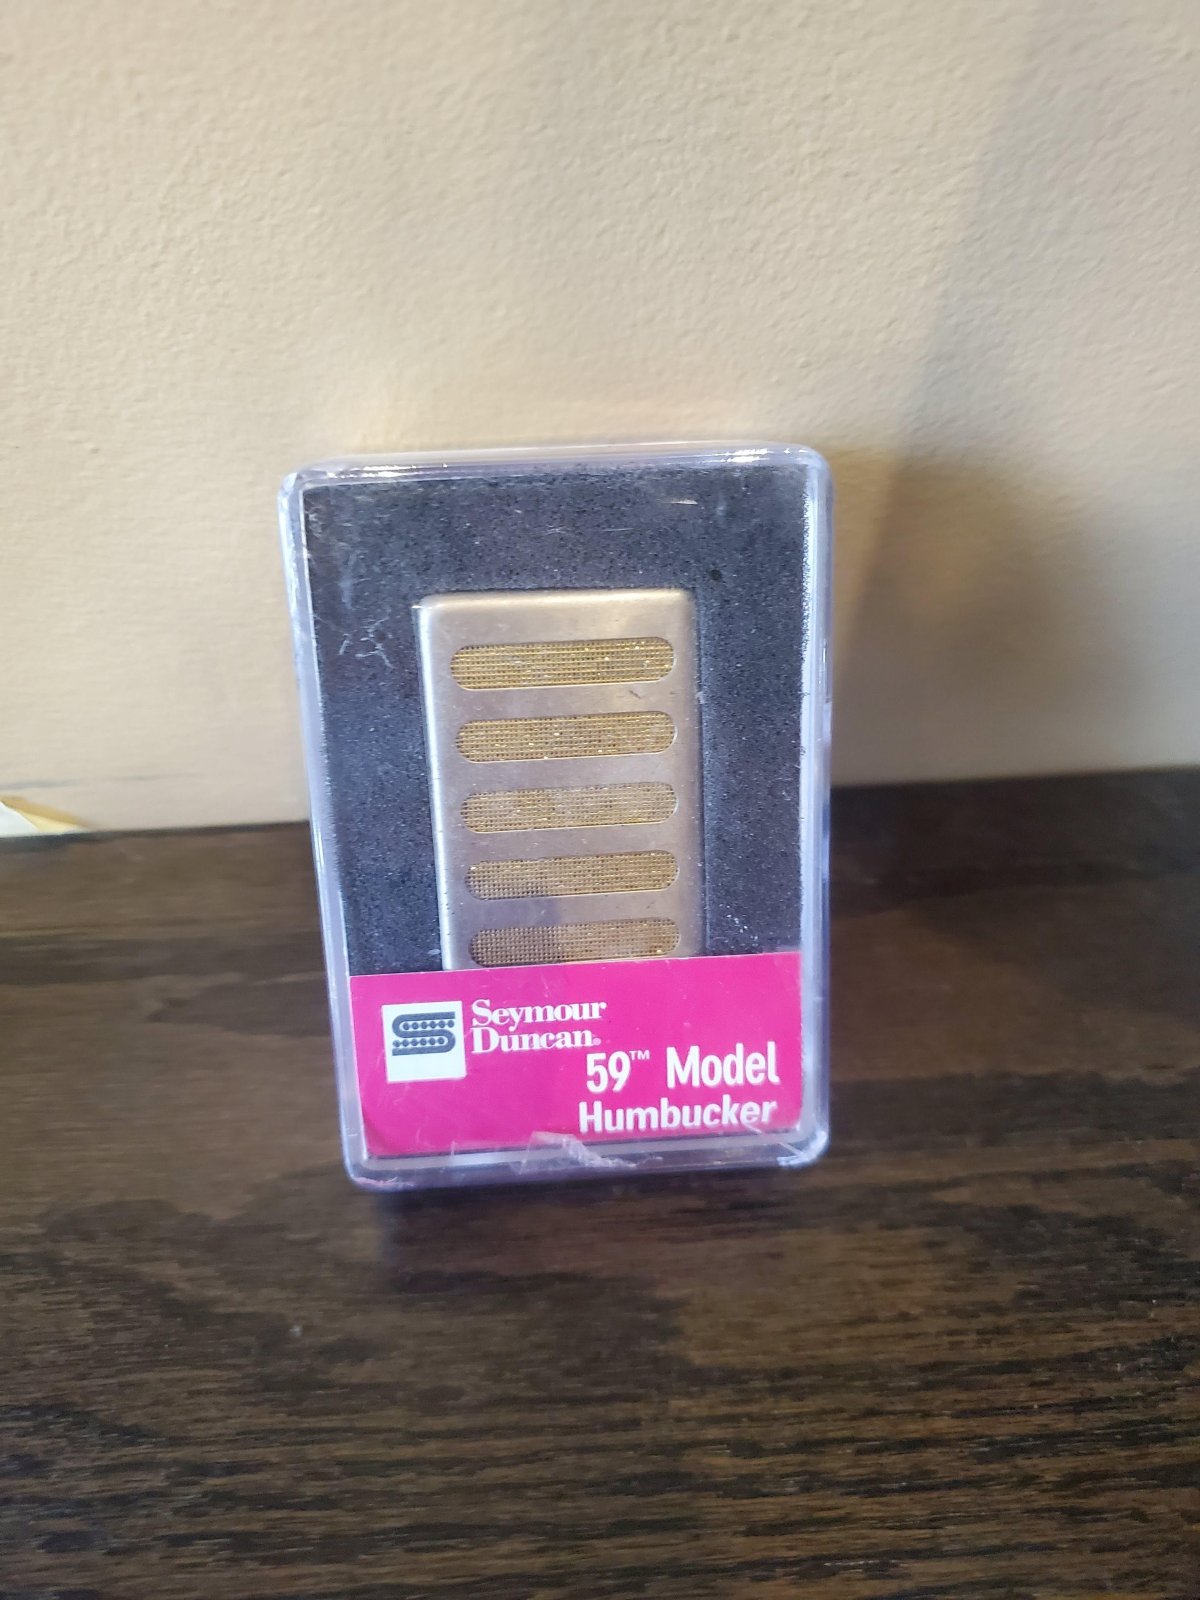 Seymour
Duncan®
59™ Model
Humbucker